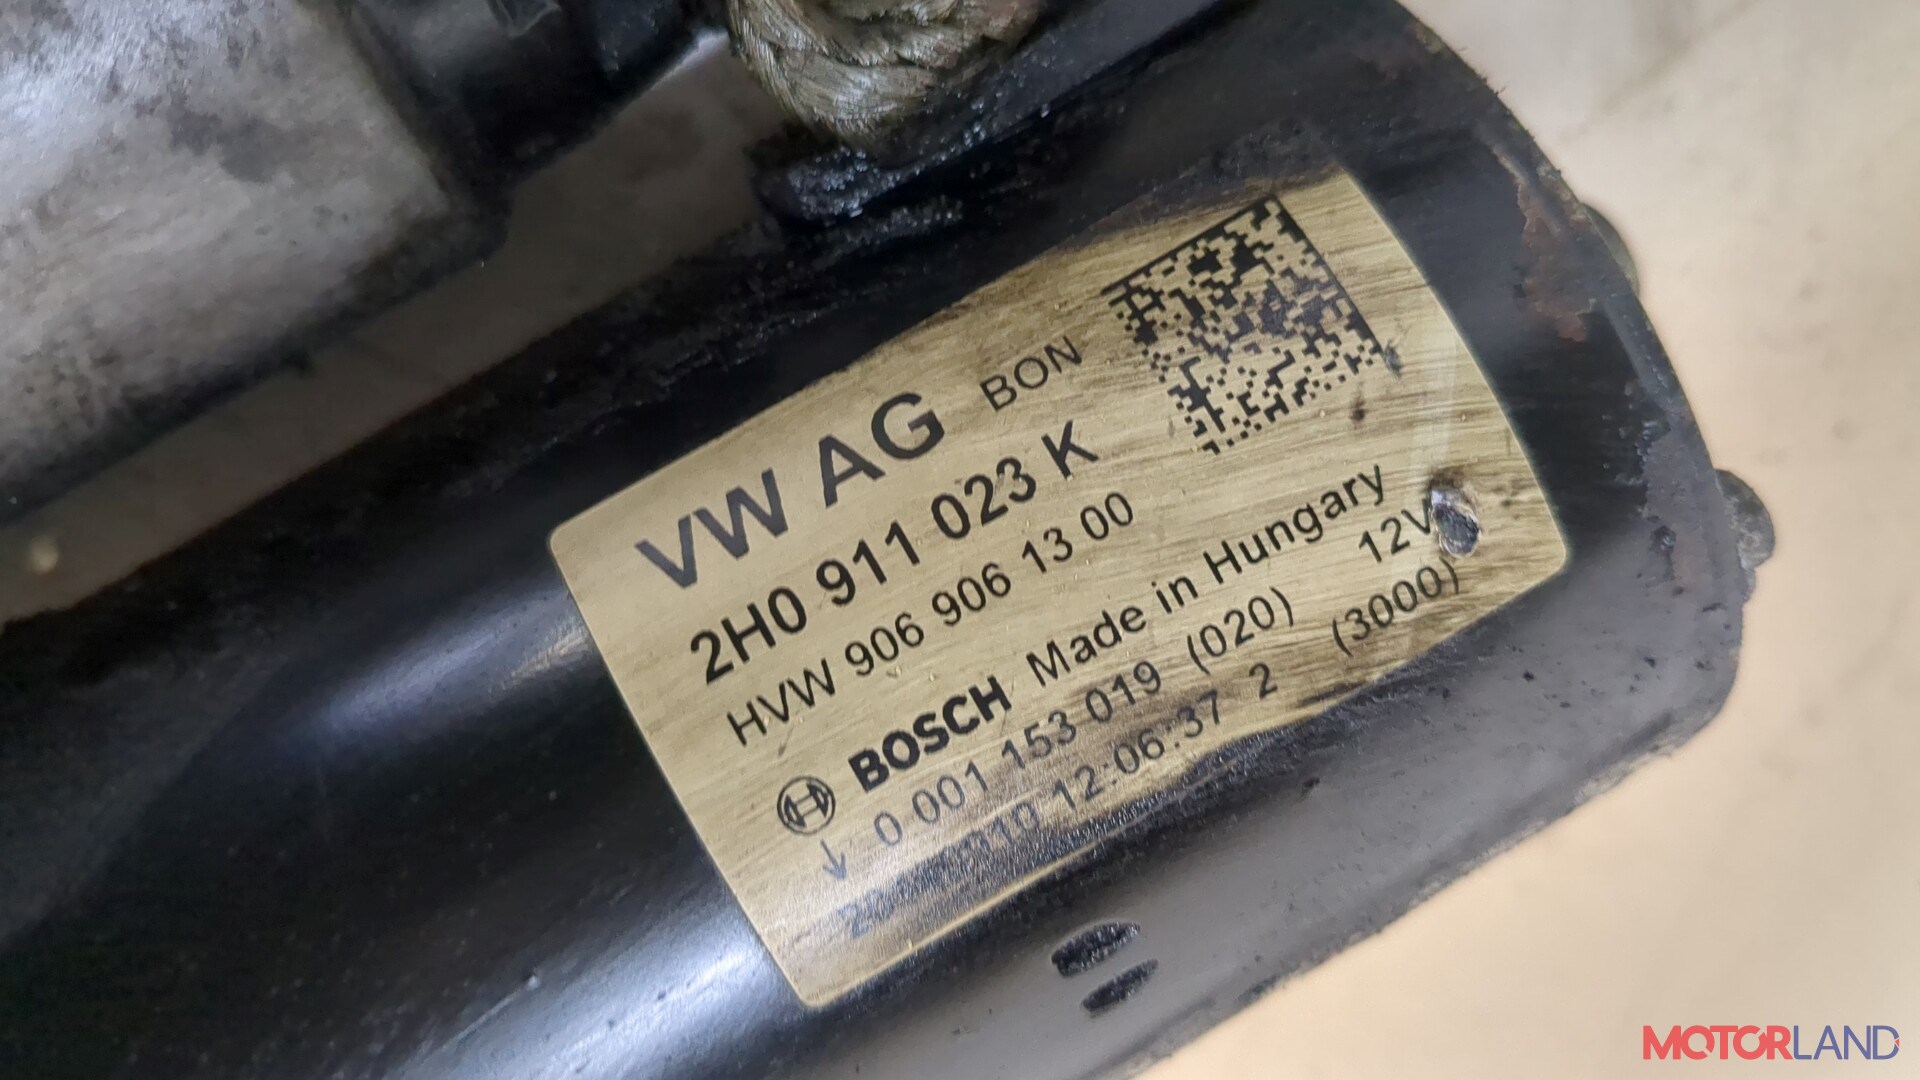 VW AG BON
2H0 911 023 K
HVW 906 906 13 00
BOSCH Made in Hungary
0 001 153 019 (020) 12V
12:06:37 2 (3000)
MOTORLAND